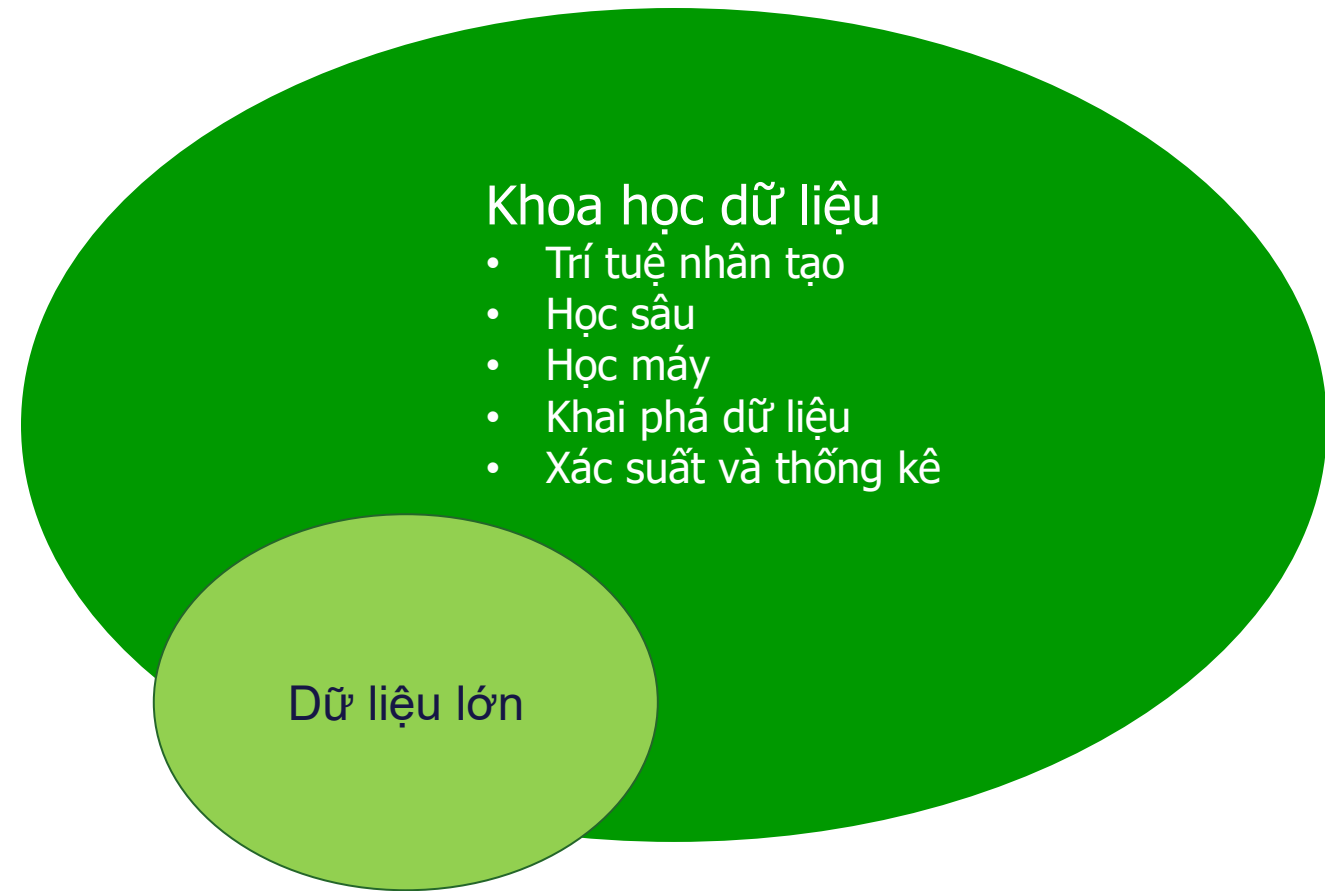 Khoa học dữ liệu
• Trí tuệ nhân tạo
• Học sâu
• Học máy
• Khai phá dữ liệu
• Xác suất và thống kê
Dữ liệu lớn